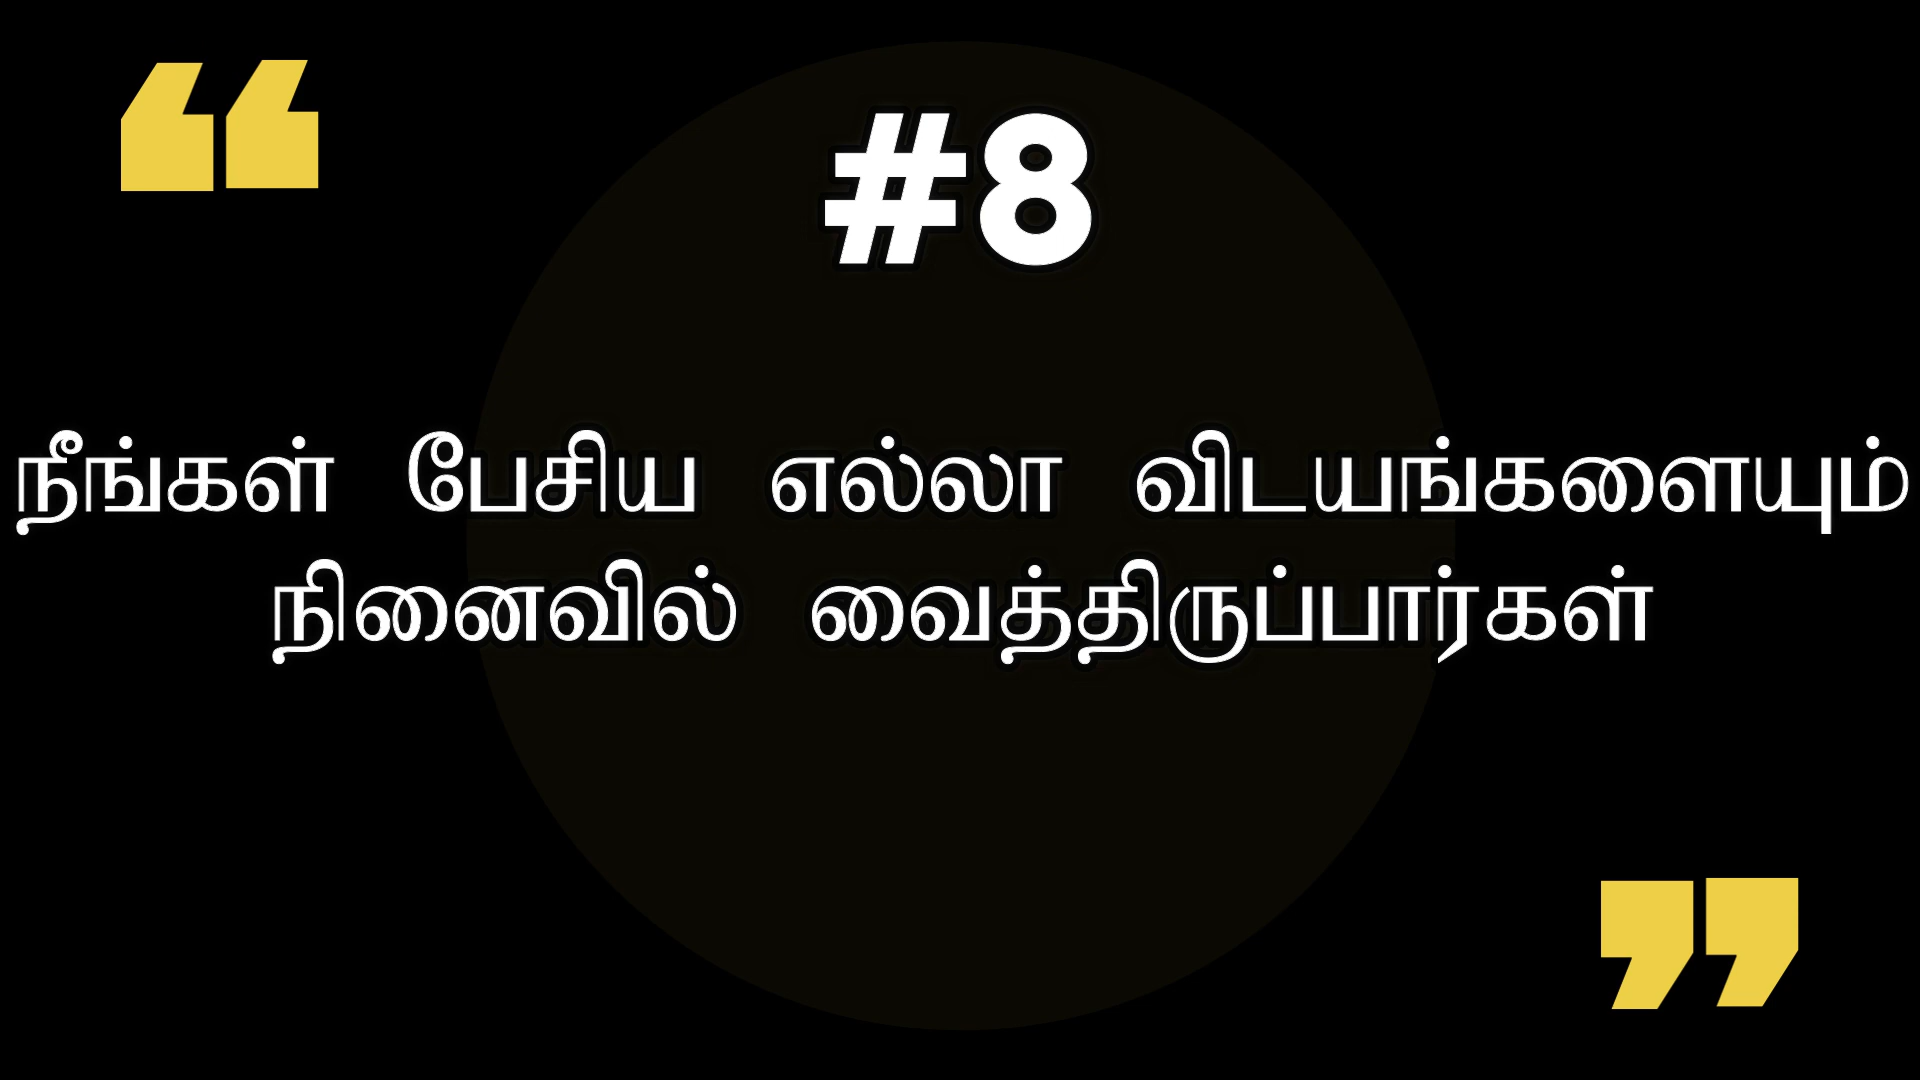 #8
நீங்கள் பேசிய எல்லா விடயங்களையும்
நினைவில் வைத்திருப்பார்கள்